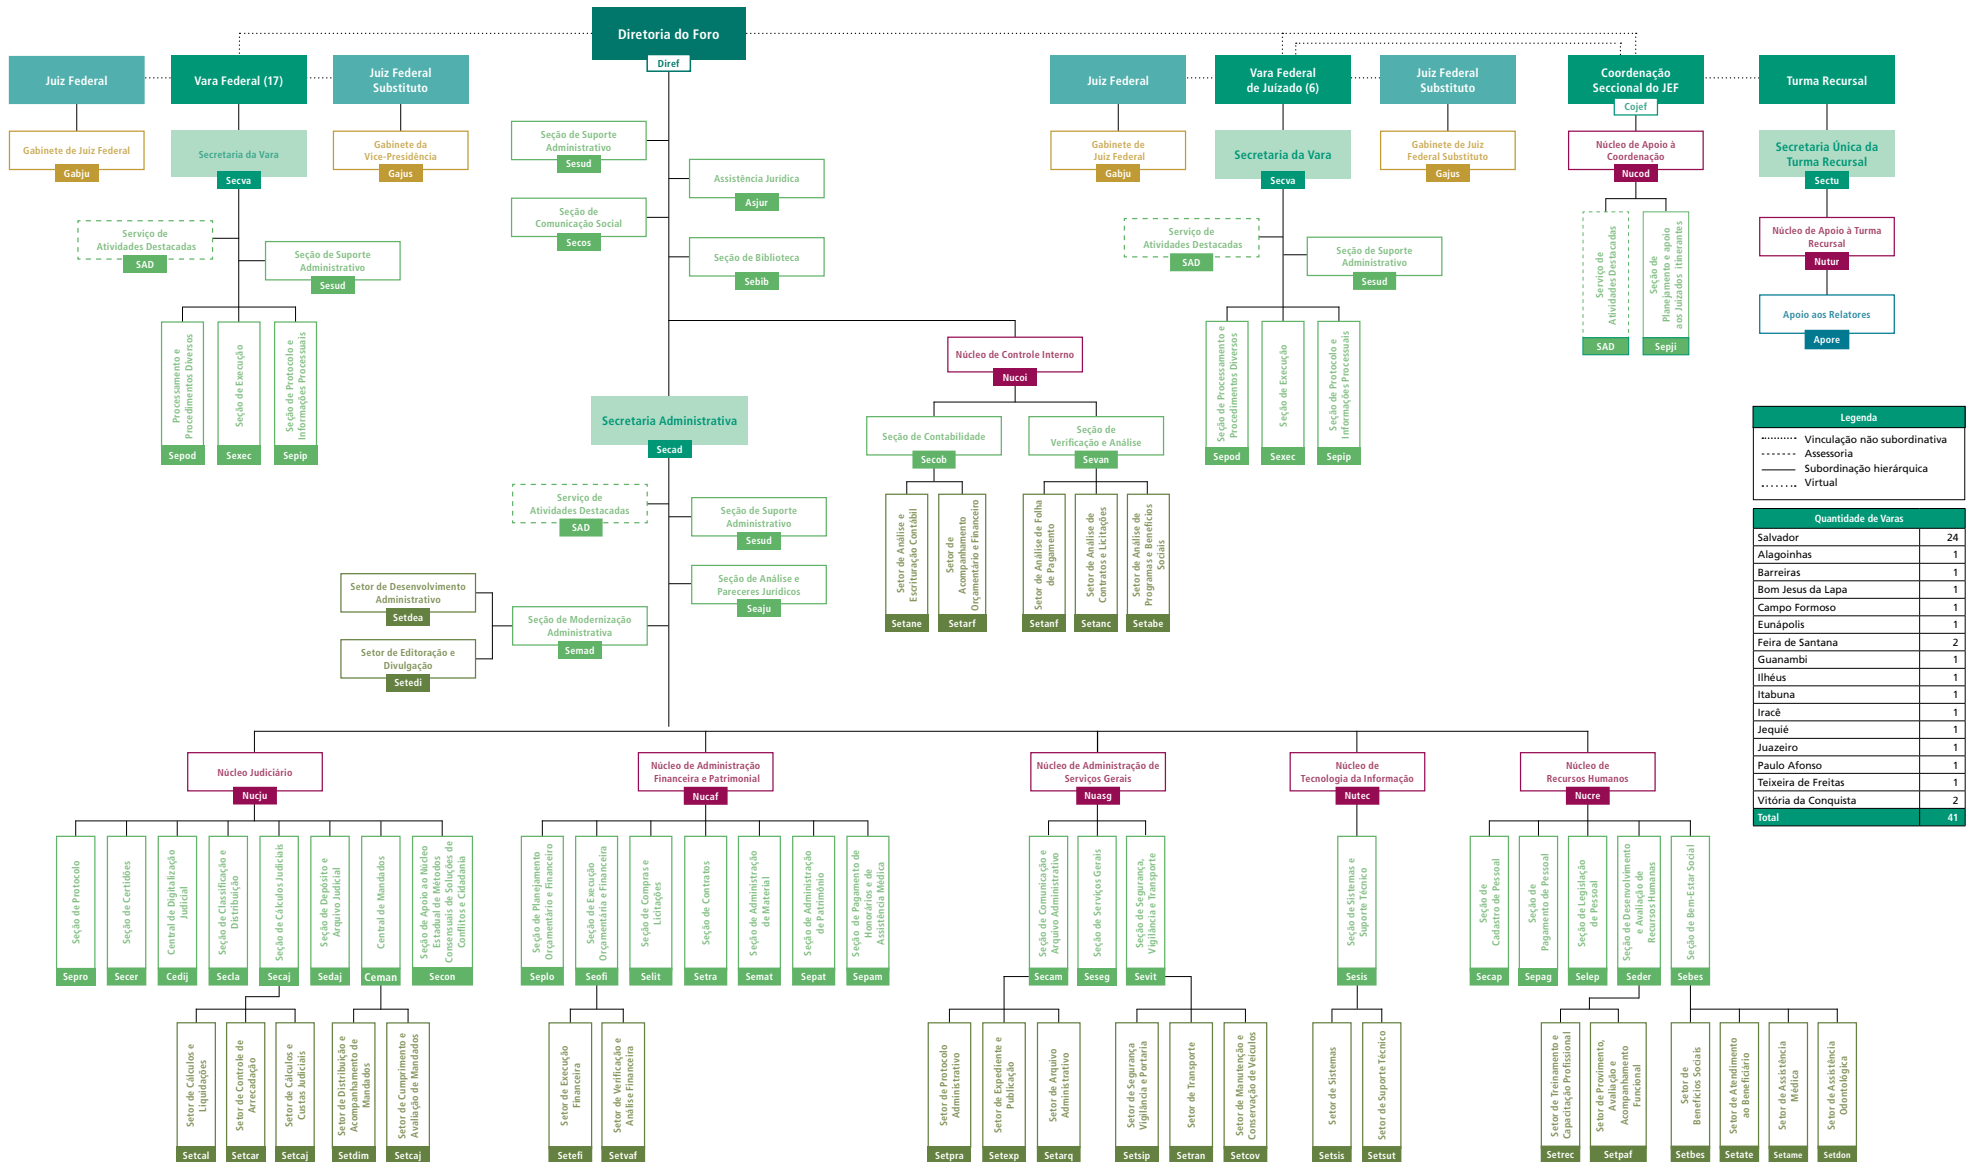 Diretoria do Foro
Diref
Juiz Federal
Vara Federal (17)
Juiz Federal
Substituto
Gabinete de Juiz Federal
Gabju
Secretaria da Vara
Secva
Gabinete da
Vice-Presidência
Gajus
Serviço de
Atividades Destacadas
SAD
Seção de Suporte
Administrativo
Sesud
Processamento e
Procedimentos Diversos
Sepod
Seção de Execução
Sexec
Seção de Protocolo e
Informações Processuais
Sepip
Seção de Suporte
Administrativo
Sesud
Assistência Jurídica
Asjur
Seção de
Comunicação Social
Secos
Seção de Biblioteca
Sebib
Juiz Federal
Vara Federal
de Juízado (6)
Juiz Federal
Substituto
Gabinete de
Juiz Federal
Gabju
Secretaria da Vara
Secva
Gabinete de Juiz
Federal Substituto
Gajus
Serviço de
Atividades Destacadas
SAD
Seção de Suporte
Administrativo
Sesud
Seção de Processamento e
Procedimentos Diversos
Sepod
Seção de Execução
Sexec
Seção de Protocolo e
Informações Processuais
Sepip
Coordenação
Seccional do JEF
Cojef
Núcleo de Apoio à
Coordenação
Nucod
Serviço de
Atividades Destacadas
SAD
Seção de
Planejamento e apoio
aos Juizados itinerantes
Sepji
Turma Recursal
Secretaria Única da
Turma Recursal
Sectu
Núcleo de Apoio à Turma
Recursal
Nutur
Apoio aos Relatores
Apore
Núcleo de Controle Interno
Nucoi
Seção de Contabilidade
Secob
Seção de
Verificação e Análise
Sevan
Setor de Análise e
Escrituração Contábil
Setane
Setor de
Acompanhamento
Orçamentário e Financeiro
Setarf
Setor de Análise de Folha
de Pagamento
Setanf
Setor de Análise de
Contratos e Licitações
Setanc
Setor de Análise de
Programas e Benefícios
Sociais
Setabe
Secretaria Administrativa
Secad
Serviço de
Atividades Destacadas
SAD
Seção de Suporte
Administrativo
Sesud
Seção de Análise e
Pareceres Jurídicos
Seaju
Setor de Desenvolvimento
Administrativo
Setdea
Seção de Modernização
Administrativa
Semad
Setor de Editoração e
Divulgação
Setedi
Legenda
Vinculação não subordinativa
Assessoria
Subordinação hierárquica
Virtual
Quantidade de Varas
Salvador 24
Alagoinhas 1
Barreiras 1
Bom Jesus da Lapa 1
Campo Formoso 1
Eunápolis 1
Feira de Santana 2
Guanambi 1
Ilhéus 1
Itabuna 1
Iracê 1
Jequié 1
Juazeiro 1
Paulo Afonso 1
Teixeira de Freitas 1
Vitória da Conquista 2
Total 41
Núcleo Judiciário
Nucju
Seção de Protocolo
Sepro
Seção de Certidões
Secer
Central de Digitalização
Judicial
Cedij
Seção de Classificação e
Distribuição
Secla
Seção de Cálculos Judiciais
Secaj
Seção de Depósito e
Arquivo Judicial
Sedaj
Central de Mandados
Ceman
Seção de Apoio ao Núcleo
Estadual de Métodos
Consensuais de Soluções de
Conflitos e Cidadania
Secon
Setor de Cálculos e
Liquidações
Setcal
Setor de Controle de
Arrecadação
Setcar
Setor de Cálculos e
Custas Judiciais
Setcaj
Setor de Distribuição e
Acompanhamento de
Mandados
Setdim
Setor de Cumprimento e
Avaliação de Mandados
Setcaj
Núcleo de Administração
Financeira e Patrimonial
Nucaf
Seção de Planejamento
Orçamentário e Financeiro
Seplo
Seção de Execução
Orçamentária e Financeira
Seofi
Seção de Compras e
Licitações
Selit
Seção de Contratos
Setra
Seção de Administração
de Material
Semat
Seção de Administração
de Patrimônio
Sepat
Seção de Pagamento de
Honorários e de
Assistência Médica
Sepam
Setor de Execução
Financeira
Setefi
Setor de Verificação e
Análise Financeira
Setvaf
Núcleo de Administração de
Serviços Gerais
Nuasg
Seção de Comunicação e
Arquivo Administrativo
Secam
Seção de Serviços Gerais
Seseg
Seção de Segurança,
Vigilância e Transporte
Sevit
Setor de Protocolo
Administrativo
Setpra
Setor de Expediente e
Publicação
Setexp
Setor de Arquivo
Administrativo
Setarq
Setor de Segurança
Vigilância e Portaria
Setsip
Setor de Transporte
Setran
Setor de Manutenção e
Conservação de Veículos
Setcov
Núcleo de
Tecnologia da Informação
Nutec
Seção de Sistemas e
Suporte Técnico
Sesis
Setor de Sistemas
Setsis
Setor de Suporte Técnico
Setsut
Núcleo de
Recursos Humanos
Nucre
Seção de
Cadastro de Pessoal
Secap
Seção de
Pagamento de Pessoal
Sepag
Seção de Legislação
de Pessoal
Selep
Seção de Desenvolvimento
e Avaliação de
Recursos Humanas
Seder
Seção de Bem-Estar Social
Sebes
Setor de Treinamento e
Capacitação Profissional
Setrec
Setor de Provimento,
Avaliação e
Acompanhamento
Funcional
Setpaf
Setor de
Benefícios Sociais
Setbes
Setor de Atendimento
ao Beneficiário
Setate
Setor de Assistência
Médica
Setame
Setor de Assistência
Odontológica
Setdon